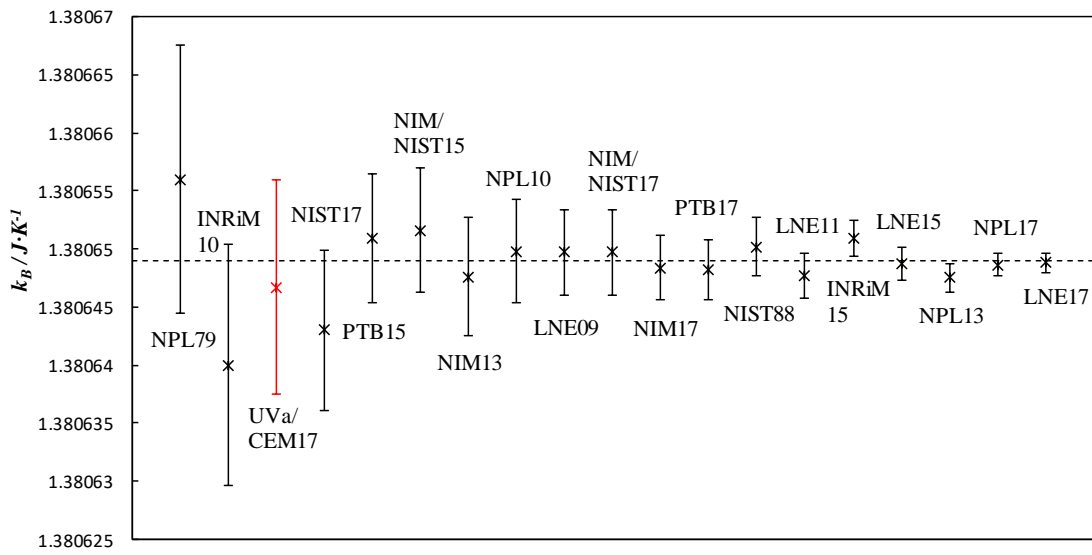 1.38067
1.380665
1.38066
1.380655
1.38065
1.380645
1.38064
1.380635
1.38063
1.380625
k_B / J·K⁻¹
NPL79
INRiM
10
UVa/
CEM17
NIST17
PTB15
NIM/
NIST15
NIM13
NPL10
LNE09
NIM/
NIST17
NIM17
PTB17
NIST88
LNE11
INRiM
15
LNE15
NPL13
NPL17
LNE17